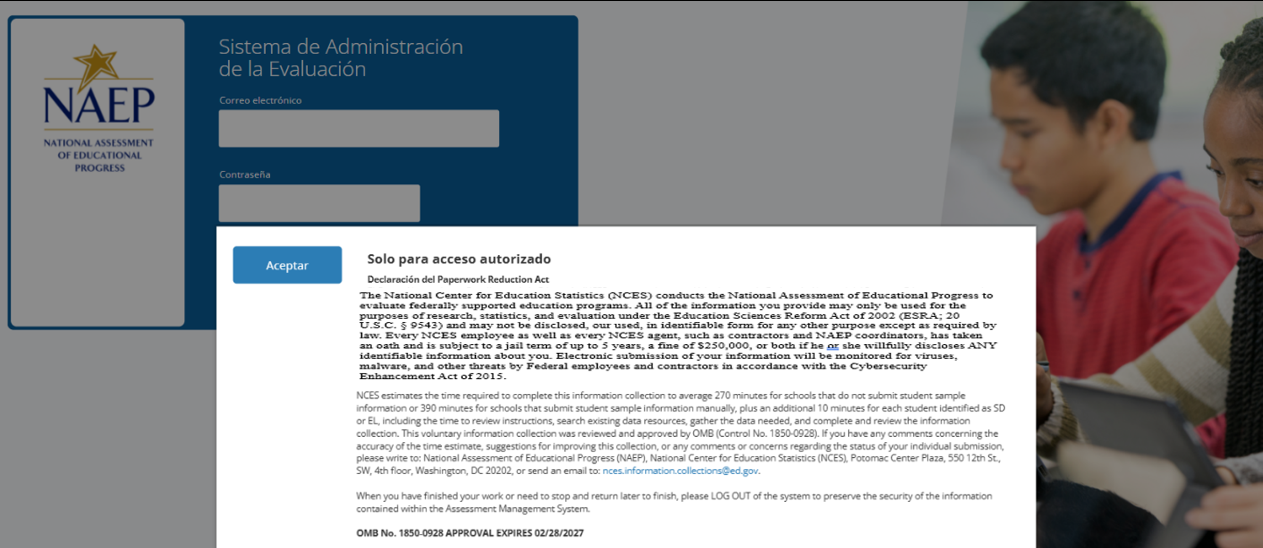 NAEP
NATIONAL ASSESSMENT
OF EDUCATIONAL
PROGRESS
Sistema de Administración
de la Evaluación
Correo electrónico
Contraseña
Aceptar
Solo para acceso autorizado
Declaración del Paperwork Reduction Act
The National Center for Education Statistics (NCES) conducts the National Assessment of Educational Progress to
evaluate federally supported education programs. All of the information you provide may only be used for the
purposes of research, statistics, and evaluation under the Education Sciences Reform Act of 2002 (ESRA; 20
U.S.C. § 9543) and may not be disclosed, our used, in identifiable form for any other purpose except as required by
law. Every NCES employee as well as every NCES agent, such as contractors and NAEP coordinators, has taken
an oath and is subject to a jail term of up to 5 years, a fine of $250,000, or both if he or she willfully discloses ANY
identifiable information about you. Electronic submission of your information will be monitored for viruses,
malware, and other threats by Federal employees and contractors in accordance with the Cybersecurity
Enhancement Act of 2015.
NCES estimates the time required to complete this information collection to average 270 minutes for schools that do not submit student sample
information or 390 minutes for schools that submit student sample information manually, plus an additional 10 minutes for each student identified as SD
or EL, including the time to review instructions, search existing data resources, gather the data needed, and complete and review the information
collection. This voluntary information collection was reviewed and approved by OMB (Control No. 1850-0928). If you have any comments concerning the
accuracy of the time estimate, suggestions for improving this collection, or any comments or concerns regarding the status of your individual submission,
please write to: National Assessment of Educational Progress (NAEP), National Center for Education Statistics (NCES), Potomac Center Plaza, 550 12th St.,
SW, 4th floor, Washington, DC 20202, or send an email to: nces.information.collections@ed.gov.
When you have finished your work or need to stop and return later to finish, please LOG OUT of the system to preserve the security of the information
contained within the Assessment Management System.
OMB No. 1850-0928 APPROVAL EXPIRES 02/28/2027